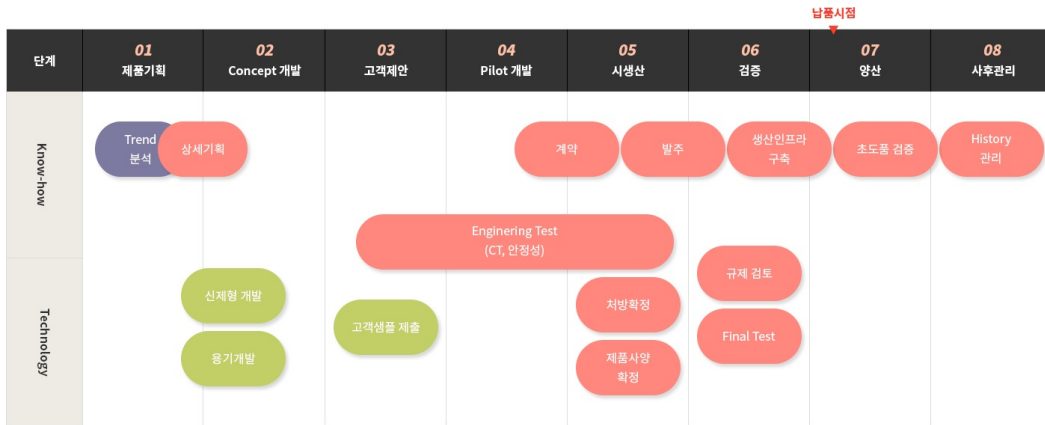 납품시점
단계
01
제품기획
02
Concept 개발
03
고객제안
04
Pilot 개발
05
시생산
06
검증
07
양산
08
사후관리
Know-how
Trend
분석
상세기획
계약
발주
생산인프라
구축
초도품 검증
History
관리
Enginering Test
(CT, 안정성)
Technology
신제형 개발
용기개발
고객샘플 제출
처방확정
제품사양
확정
규제 검토
Final Test